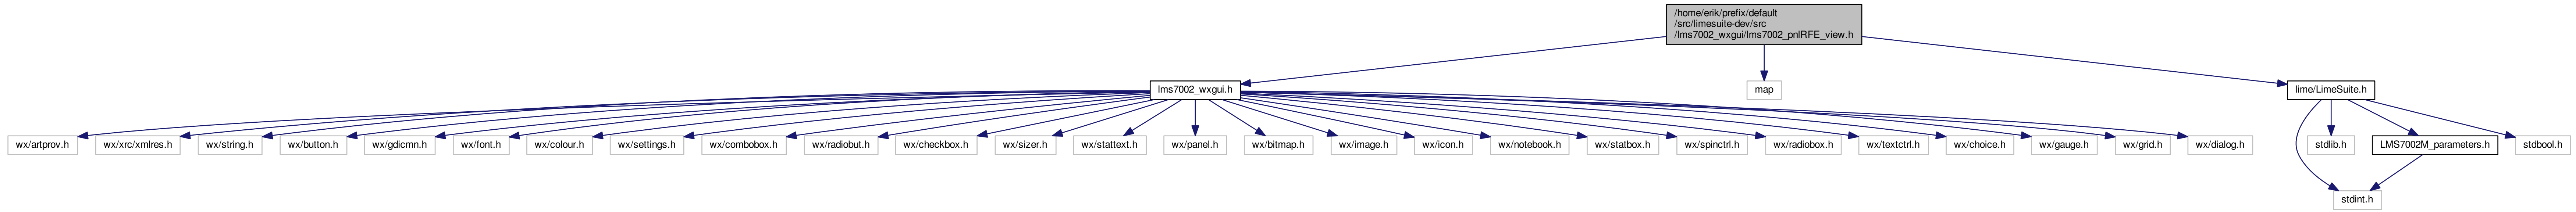 /home/erik/prefix/default
/src/limesuite-dev/src
/lms7002_wxgui/lms7002_pnlRFE_view.h
lms7002_wxgui.h
map
lime/LimeSuite.h
wx/artprov.h
wx/xrc/xmlres.h
wx/string.h
wx/button.h
wx/gdicmn.h
wx/font.h
wx/colour.h
wx/settings.h
wx/combobox.h
wx/radiobut.h
wx/checkbox.h
wx/sizer.h
wx/stattext.h
wx/panel.h
wx/bitmap.h
wx/image.h
wx/icon.h
wx/notebook.h
wx/statbox.h
wx/spinctrl.h
wx/radiobox.h
wx/textctrl.h
wx/choice.h
wx/gauge.h
wx/grid.h
wx/dialog.h
stdlib.h
LMS7002M_parameters.h
stdbool.h
stdint.h